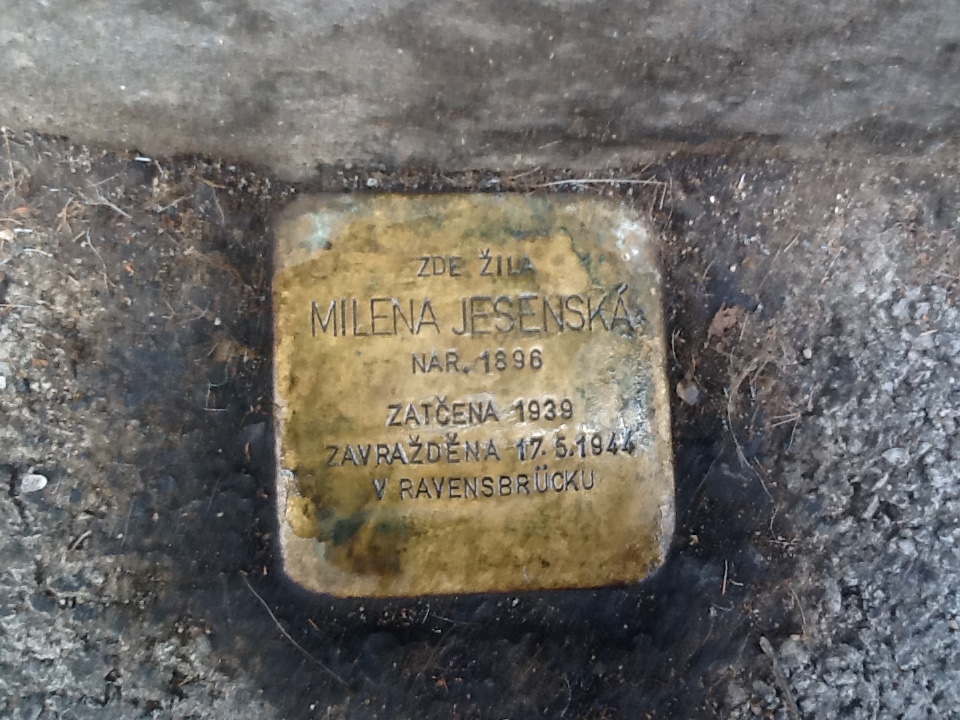 ZDE ŽILA
MILENA JESENSKÁ
NAR. 1896
ZATČENA 1939
ZAVRAŽDĚNA 17. 5.1944
V RAVENSBRÜCKU